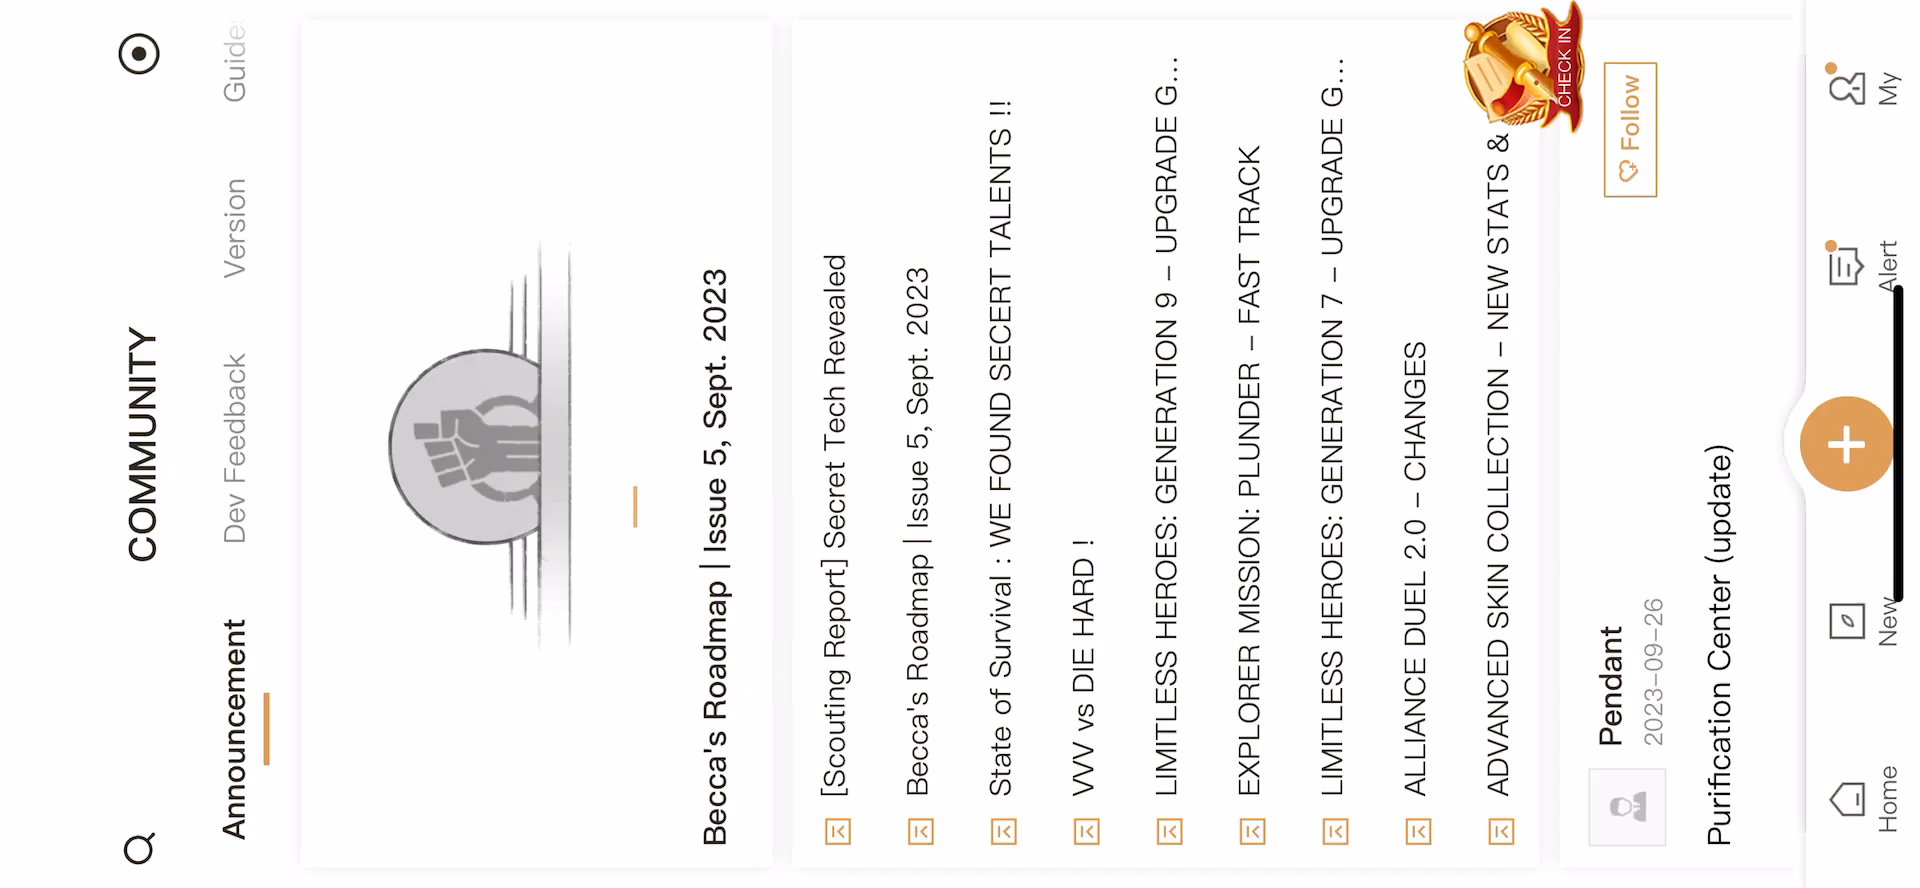 COMMUNITY
Announcement
Dev Feedback
Version
Guides
Becca's Roadmap | Issue 5, Sept. 2023
[Scouting Report] Secret Tech Revealed
Becca's Roadmap | Issue 5, Sept. 2023
State of Survival : WE FOUND SECERT TALENTS !!
VVV vs DIE HARD !
LIMITLESS HEROES: GENERATION 9 – UPGRADE G...
EXPLORER MISSION: PLUNDER – FAST TRACK
LIMITLESS HEROES: GENERATION 7 – UPGRADE G...
ALLIANCE DUEL 2.0 – CHANGES
ADVANCED SKIN COLLECTION – NEW STATS &
CHECK IN
Pendant
2023-09-26
Follow
Purification Center (update)
Home
New
Alert
My